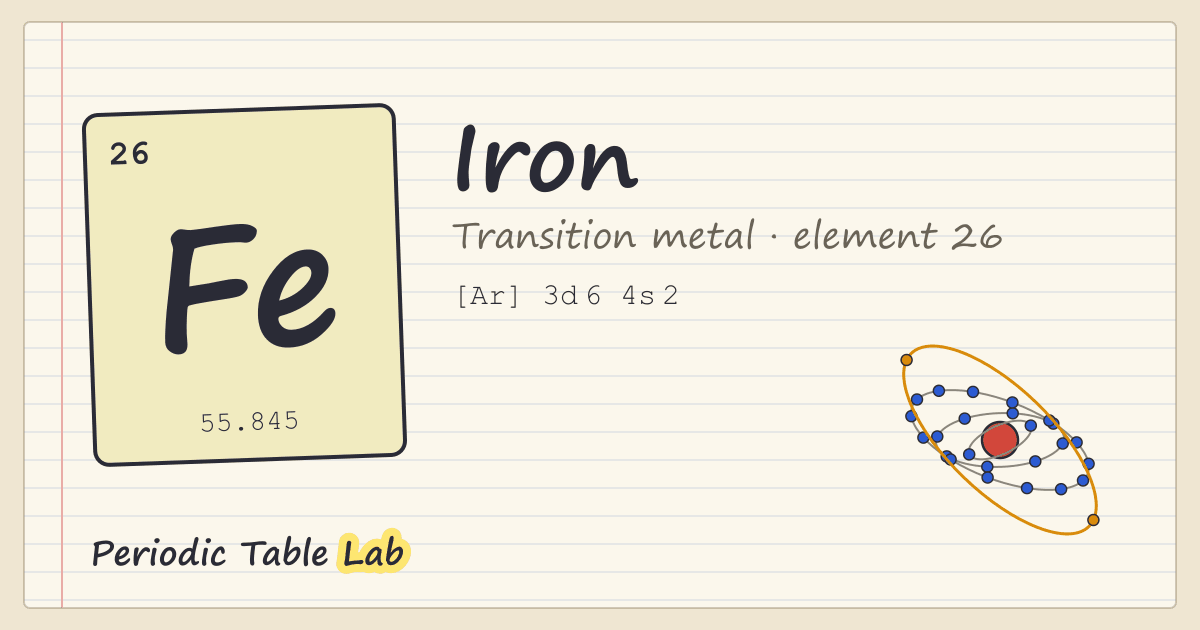 26
Fe
55.845
Iron
Transition metal · element 26
[Ar] 3d6 4s2
Periodic Table Lab